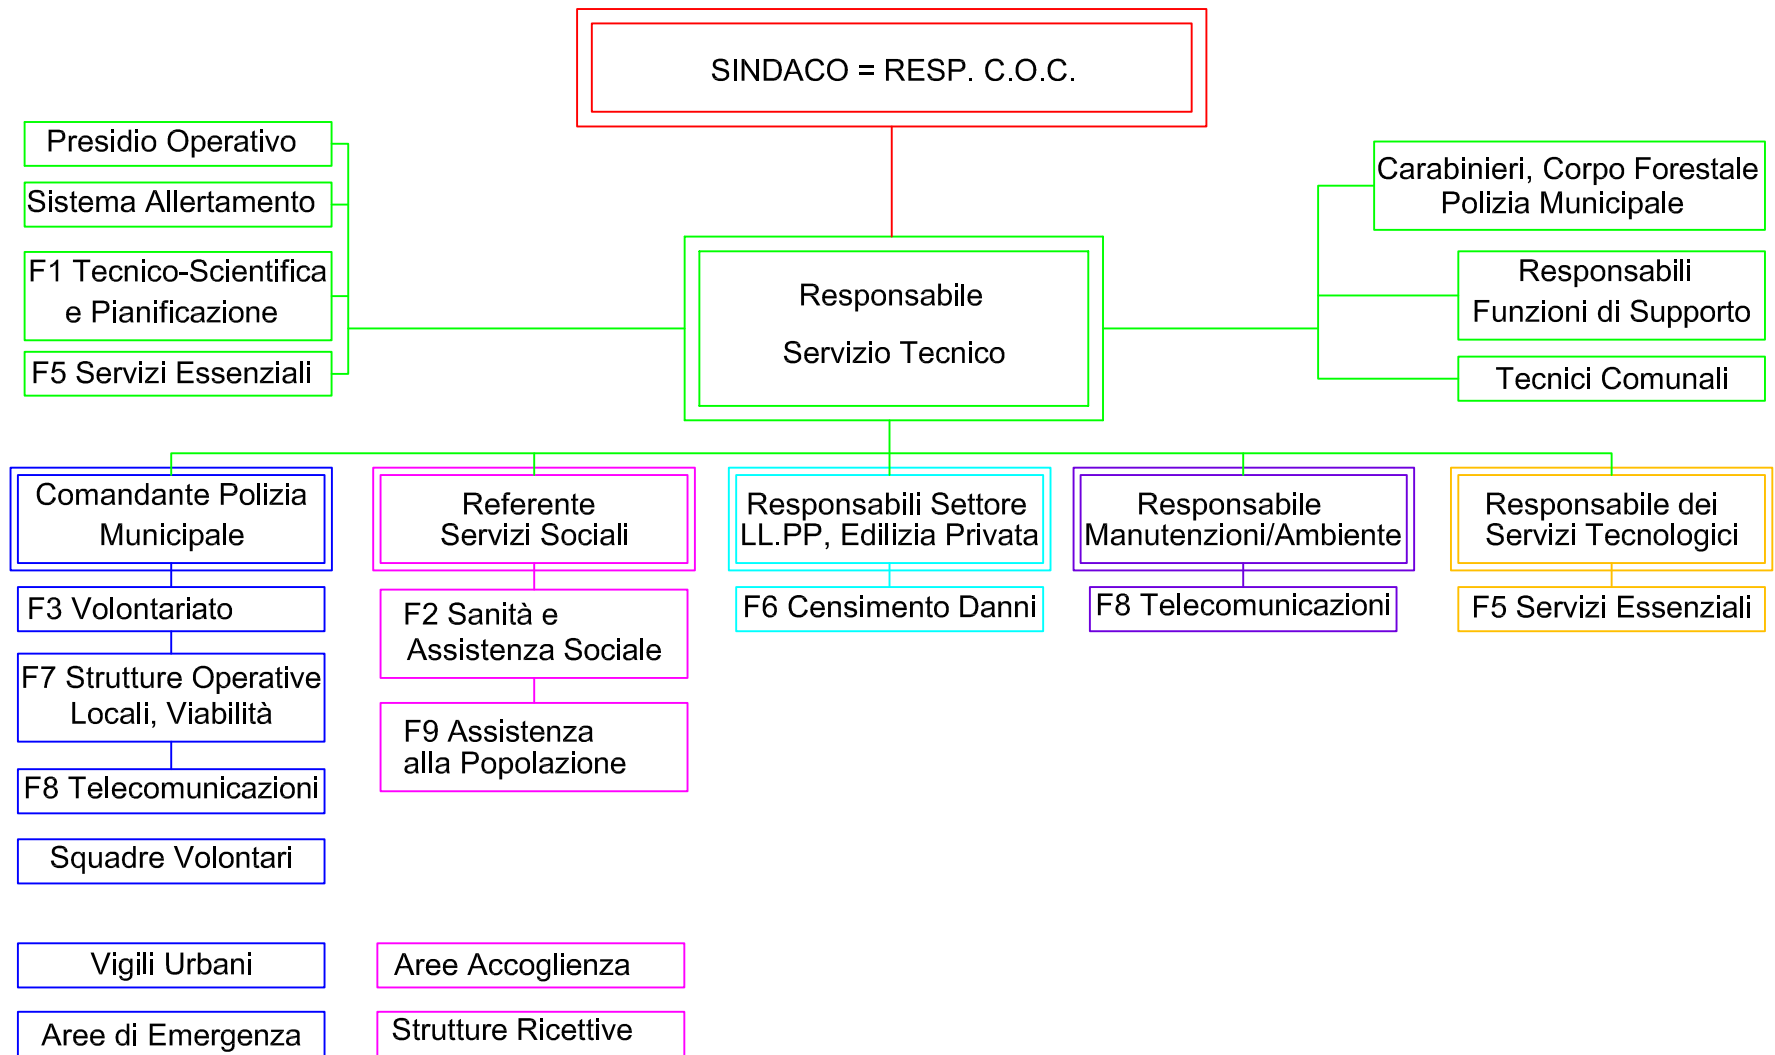 SINDACO = RESP. C.O.C.
Presidio Operativo
Sistema Allertamento
F1 Tecnico-Scientifica
e Pianificazione
F5 Servizi Essenziali
Responsabile
Servizio Tecnico
Carabinieri, Corpo Forestale
Polizia Municipale
Responsabili
Funzioni di Supporto
Tecnici Comunali
Comandante Polizia
Municipale
F3 Volontariato
F7 Strutture Operative
Locali, Viabilità
F8 Telecomunicazioni
Squadre Volontari
Vigili Urbani
Aree di Emergenza
Referente
Servizi Sociali
F2 Sanità e
Assistenza Sociale
F9 Assistenza
alla Popolazione
Aree Accoglienza
Strutture Ricettive
Responsabili Settore
LL.PP, Edilizia Privata
F6 Censimento Danni
Responsabile
Manutenzioni/Ambiente
F8 Telecomunicazioni
Responsabile dei
Servizi Tecnologici
F5 Servizi Essenziali